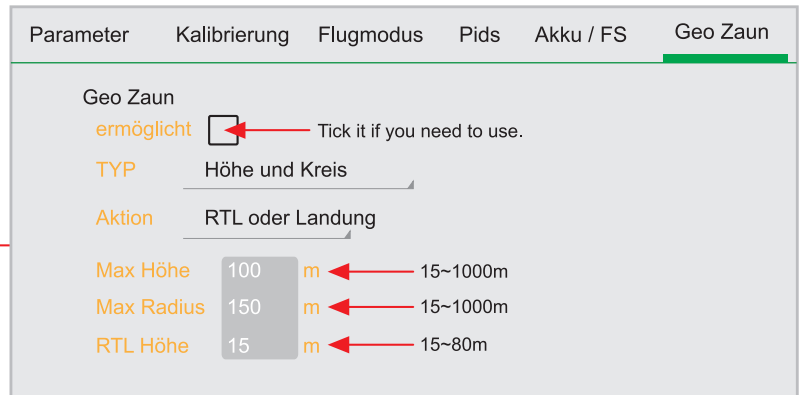 Parameter Kalibrierung Flugmodus Pids Akku / FS Geo Zaun
Geo Zaun
ermöglicht Tick it if you need to use.
TYP Höhe und Kreis
Aktion RTL oder Landung
Max Höhe 100 m 15~1000m
Max Radius 150 m 15~1000m
RTL Höhe 15 m 15~80m